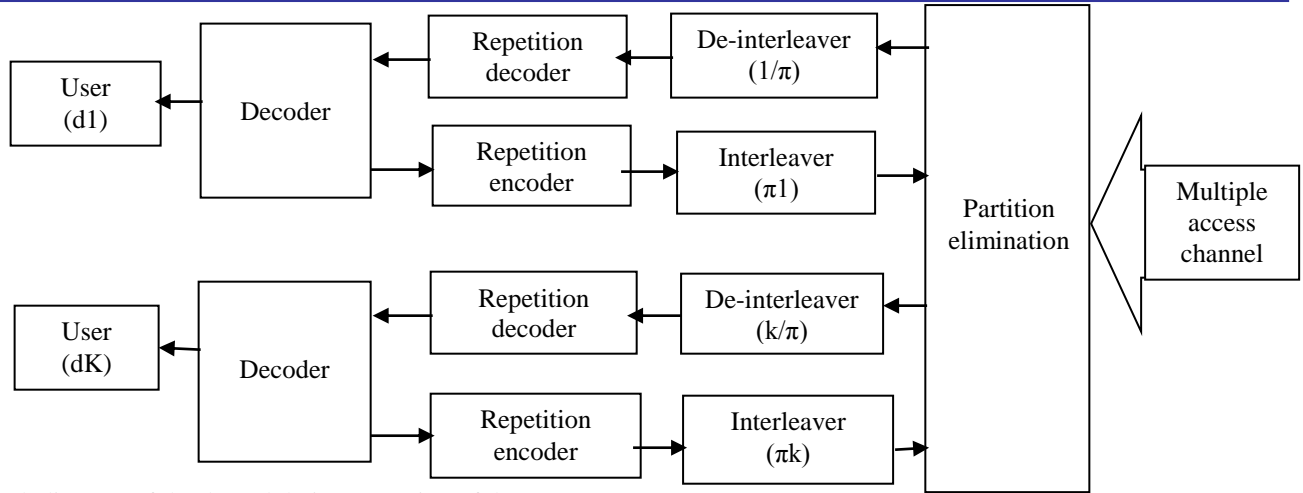 User
(d1)
Decoder
Repetition
decoder
De-interleaver
(1/π)
Repetition
encoder
Interleaver
(π1)
Partition
elimination
Multiple
access
channel
User
(dK)
Decoder
Repetition
decoder
De-interleaver
(k/π)
Repetition
encoder
Interleaver
(πk)